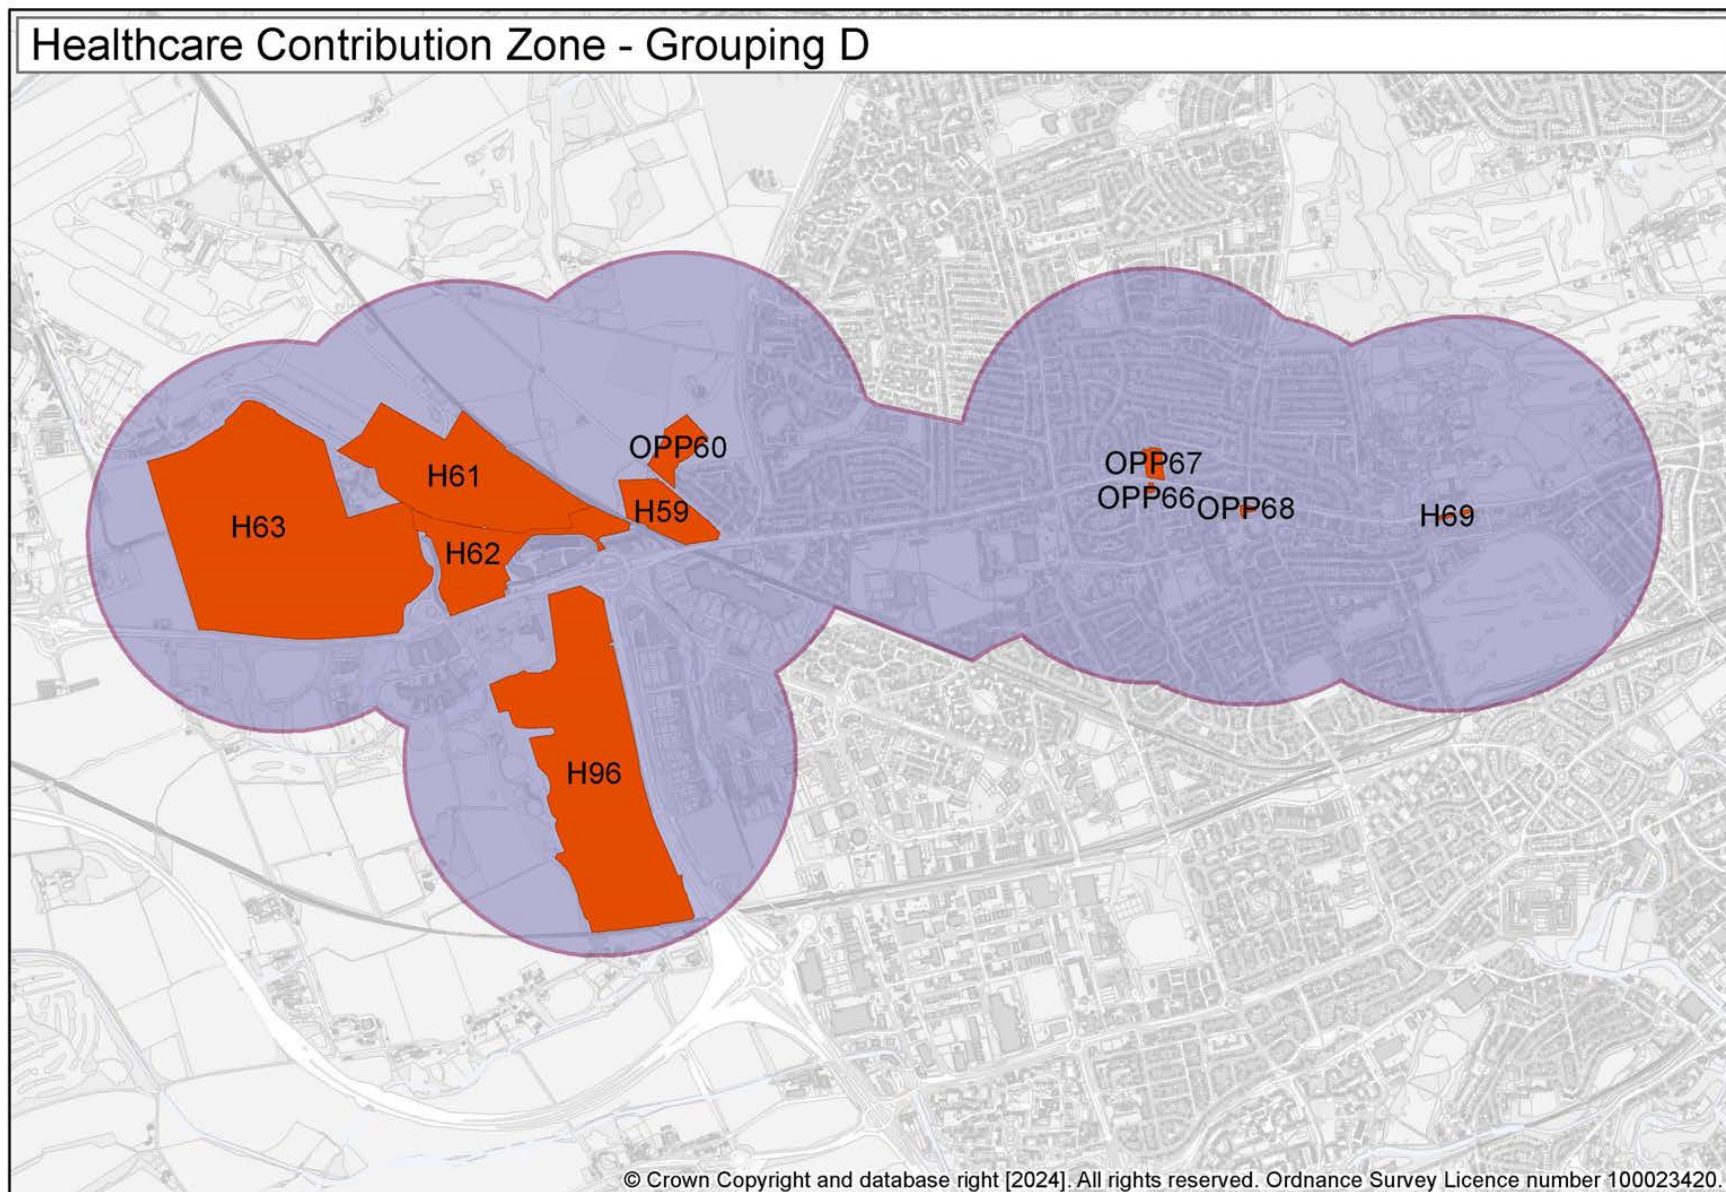 Healthcare Contribution Zone - Grouping D
OPP60
H61
OPP67
OPP66
H59
OPP68
H69
H63
H62
H96
© Crown Copyright and database right [2024]. All rights reserved. Ordnance Survey Licence number 100023420.